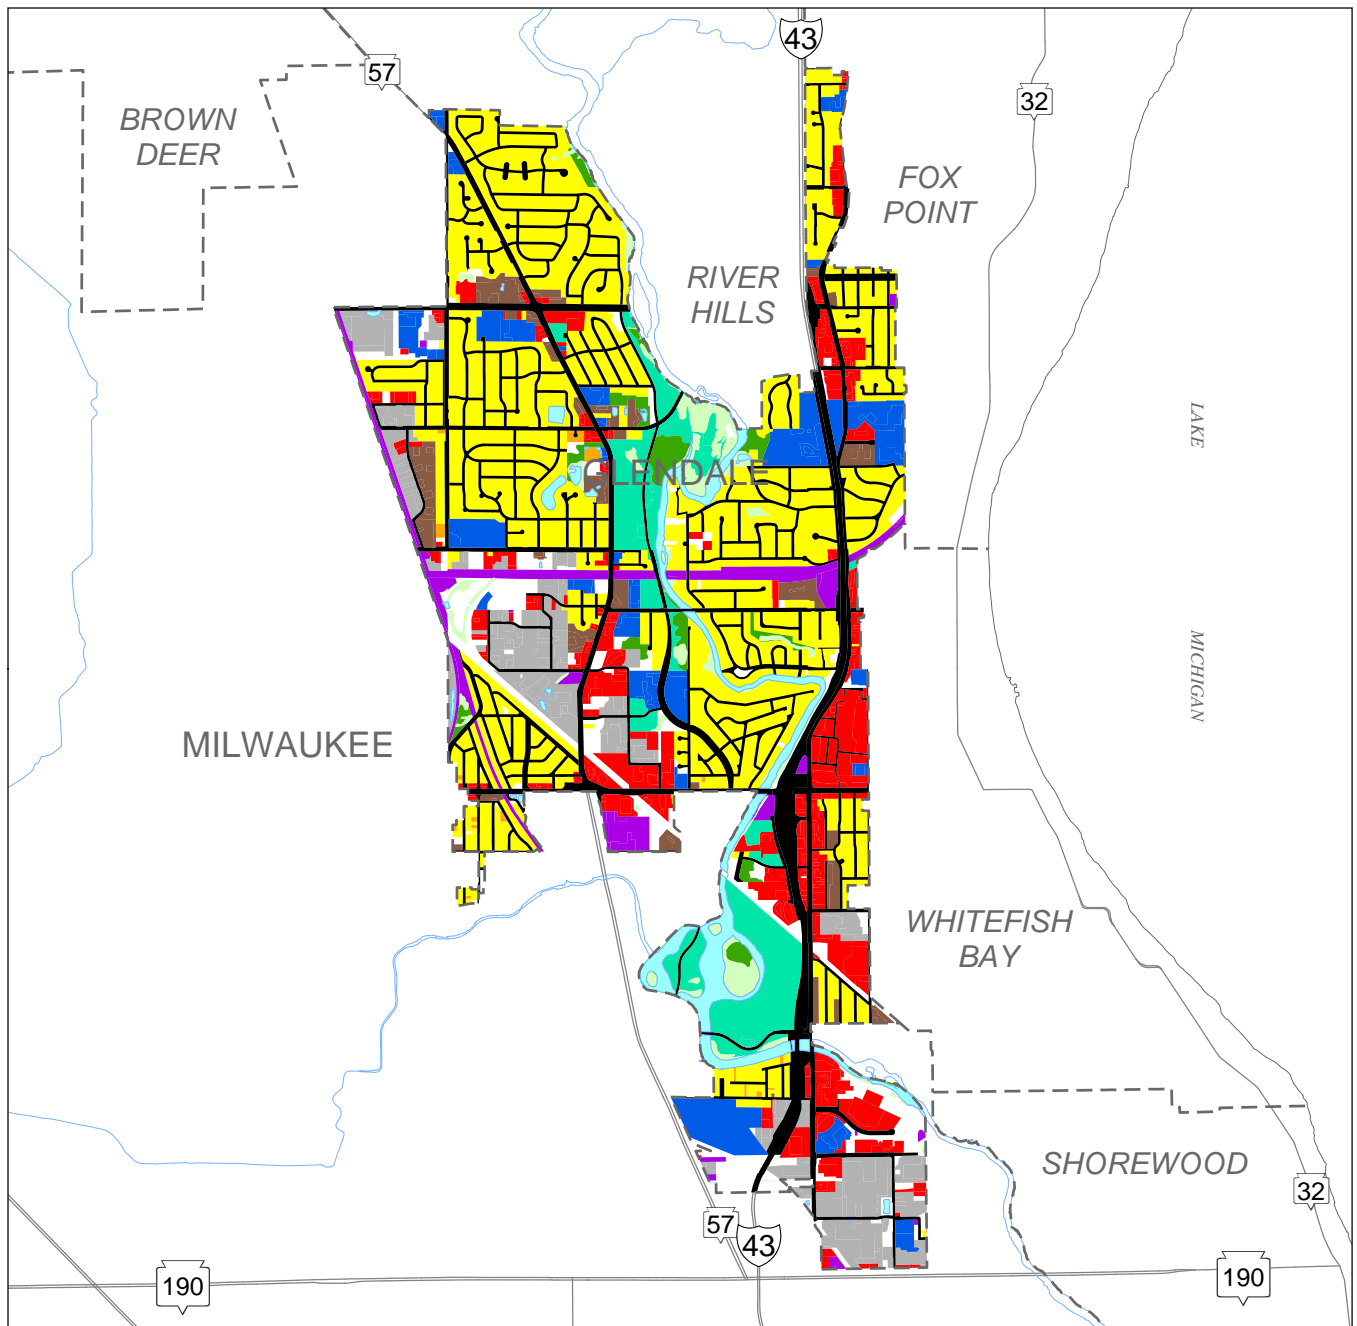 43
57
32
BROWN
DEER
FOX
POINT
RIVER
HILLS
LAKE
GLENDALE
MICHIGAN
MILWAUKEE
WHITEFISH
BAY
SHOREWOOD
32
57
43
190
190